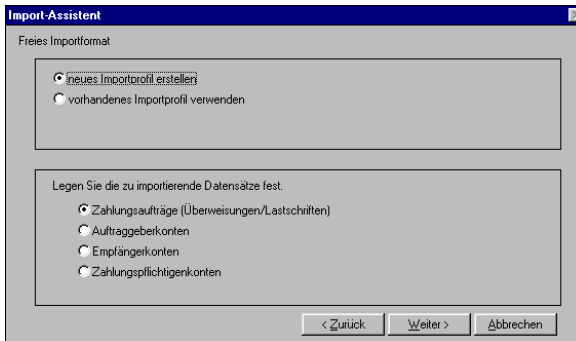 Import-Assistent
Freies Importformat
neues Importprofil erstellen
vorhandenes Importprofil verwenden
Legen Sie die zu importierende Datensätze fest.
Zahlungsaufträge (Überweisungen/Lastschriften)
Auftraggeberkonten
Empfängerkonten
Zahlungspflichtigenkonten
< Zurück Weiter > Abbrechen